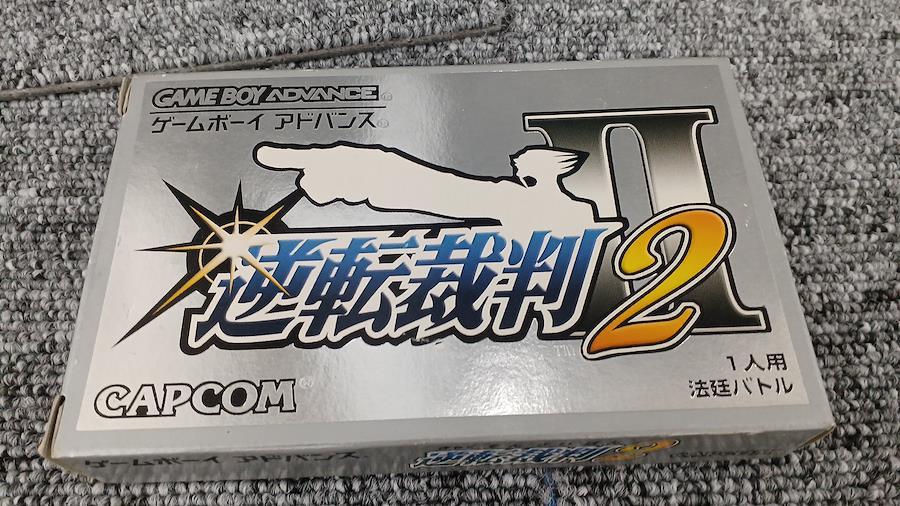 GAME BOY ADVANCE
ゲームボーイ アドバンス
II
逆転裁判2
TM
1人用
法廷バトル
CAPCOM®
ゲームボーイ アドバンス
逆転裁判2